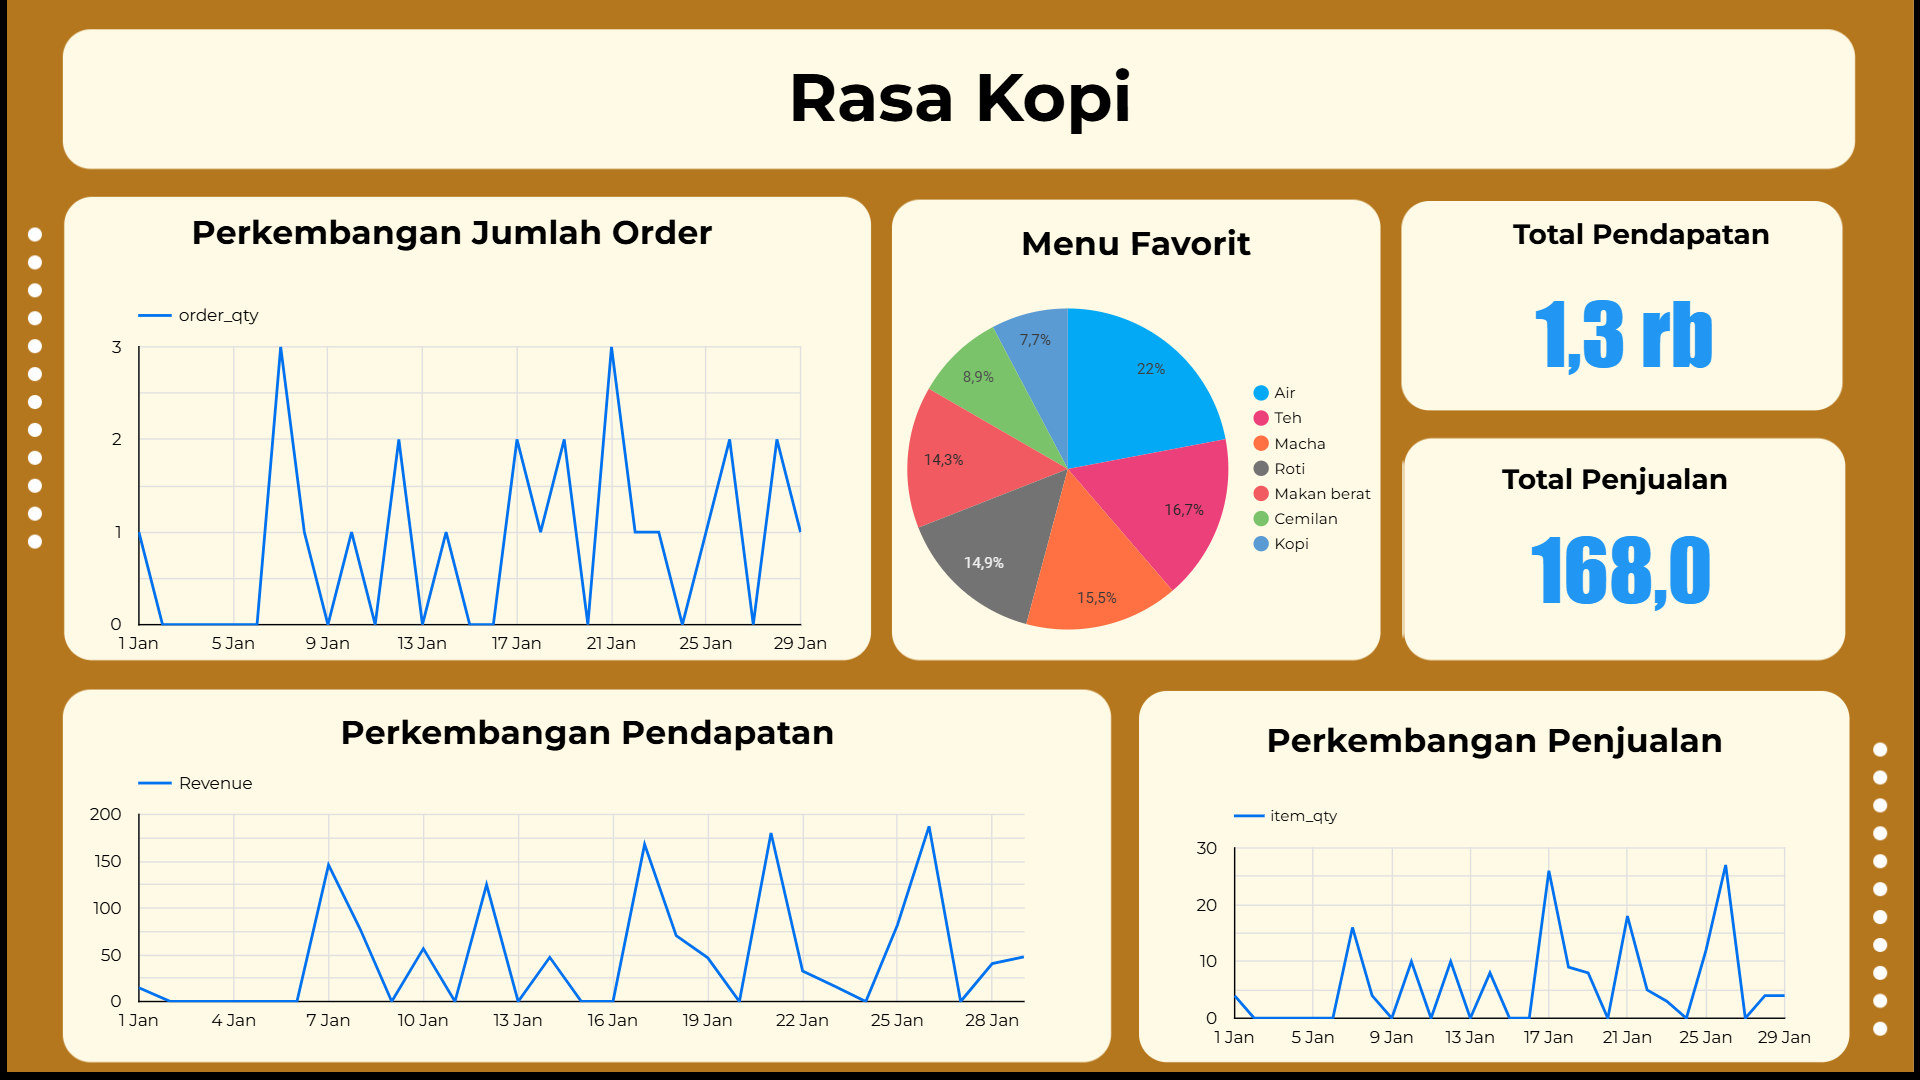 Rasa Kopi
Perkembangan Jumlah Order
order_qty
3
2
1
0
1 Jan 5 Jan 9 Jan 13 Jan 17 Jan 21 Jan 25 Jan 29 Jan
Menu Favorit
22%
16,7%
15,5%
14,9%
14,3%
8,9%
7,7%
Air
Teh
Macha
Roti
Makan berat
Cemilan
Kopi
Total Pendapatan
1,3 rb
Total Penjualan
168,0
Perkembangan Pendapatan
Revenue
200
150
100
50
0
1 Jan 4 Jan 7 Jan 10 Jan 13 Jan 16 Jan 19 Jan 22 Jan 25 Jan 28 Jan
Perkembangan Penjualan
item_qty
30
20
10
0
1 Jan 5 Jan 9 Jan 13 Jan 17 Jan 21 Jan 25 Jan 29 Jan